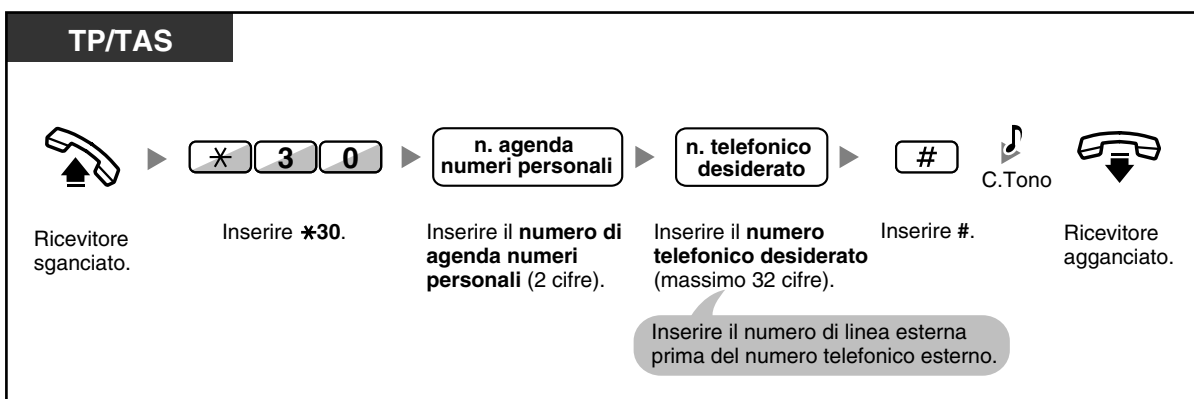 TP/TAS
* 3 0
n. agenda
numeri personali
n. telefonico
desiderato
#
C.Tono
Ricevitore
sganciato.
Inserire *30.
Inserire il numero di
agenda numeri
personali (2 cifre).
Inserire il numero
telefonico desiderato
(massimo 32 cifre).
Inserire #.
Ricevitore
agganciato.
Inserire il numero di linea esterna
prima del numero telefonico esterno.